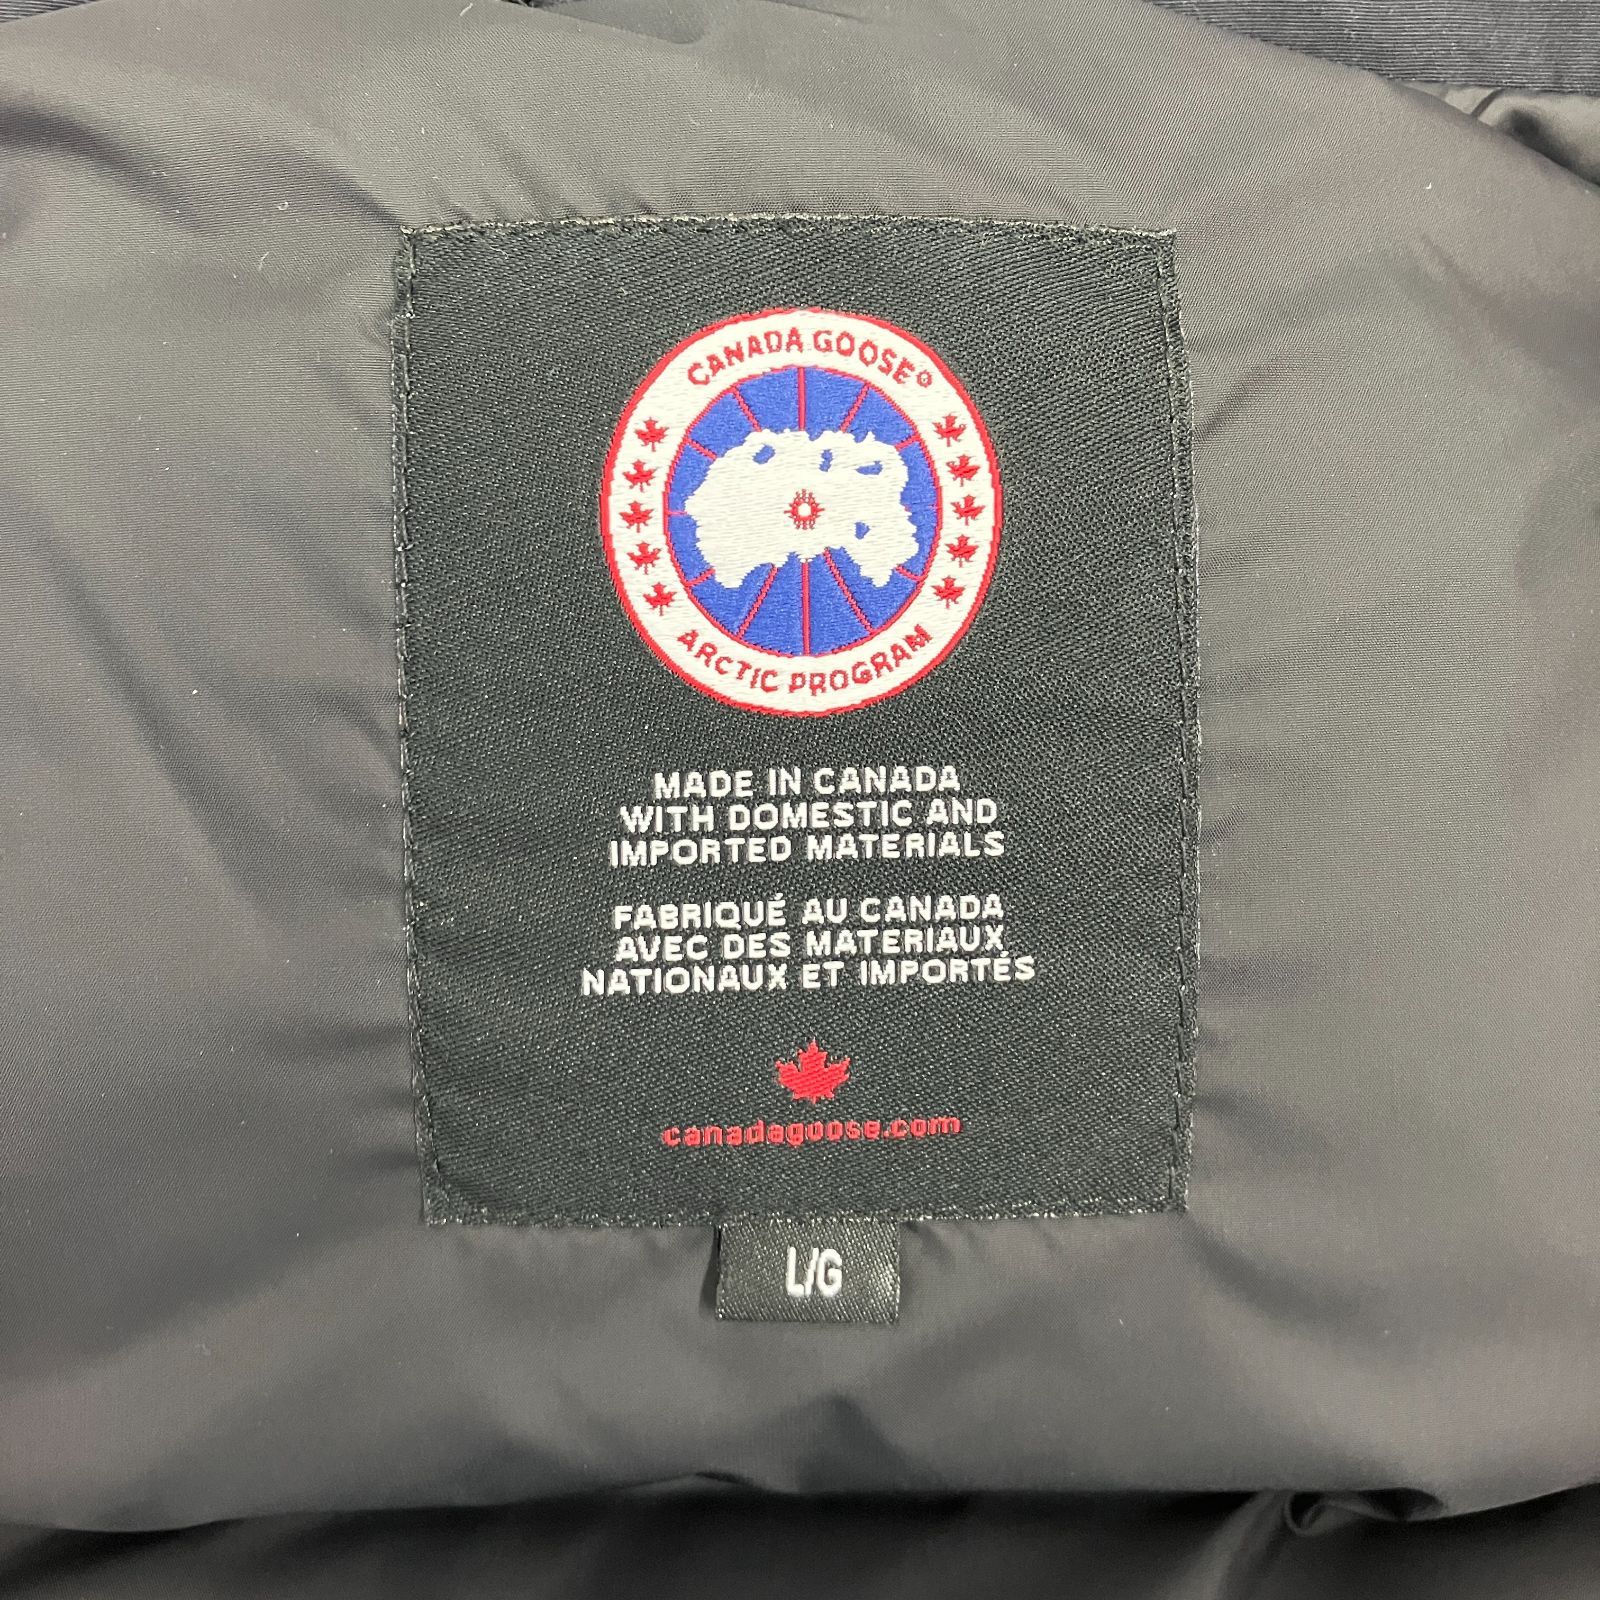 CANADA GOOSE®
ARCTIC PROGRAM
MADE IN CANADA
WITH DOMESTIC AND
IMPORTED MATERIALS
FABRIQUÉ AU CANADA
AVEC DES MATERIAUX
NATIONAUX ET IMPORTÉS
canadagoose.com
L/G